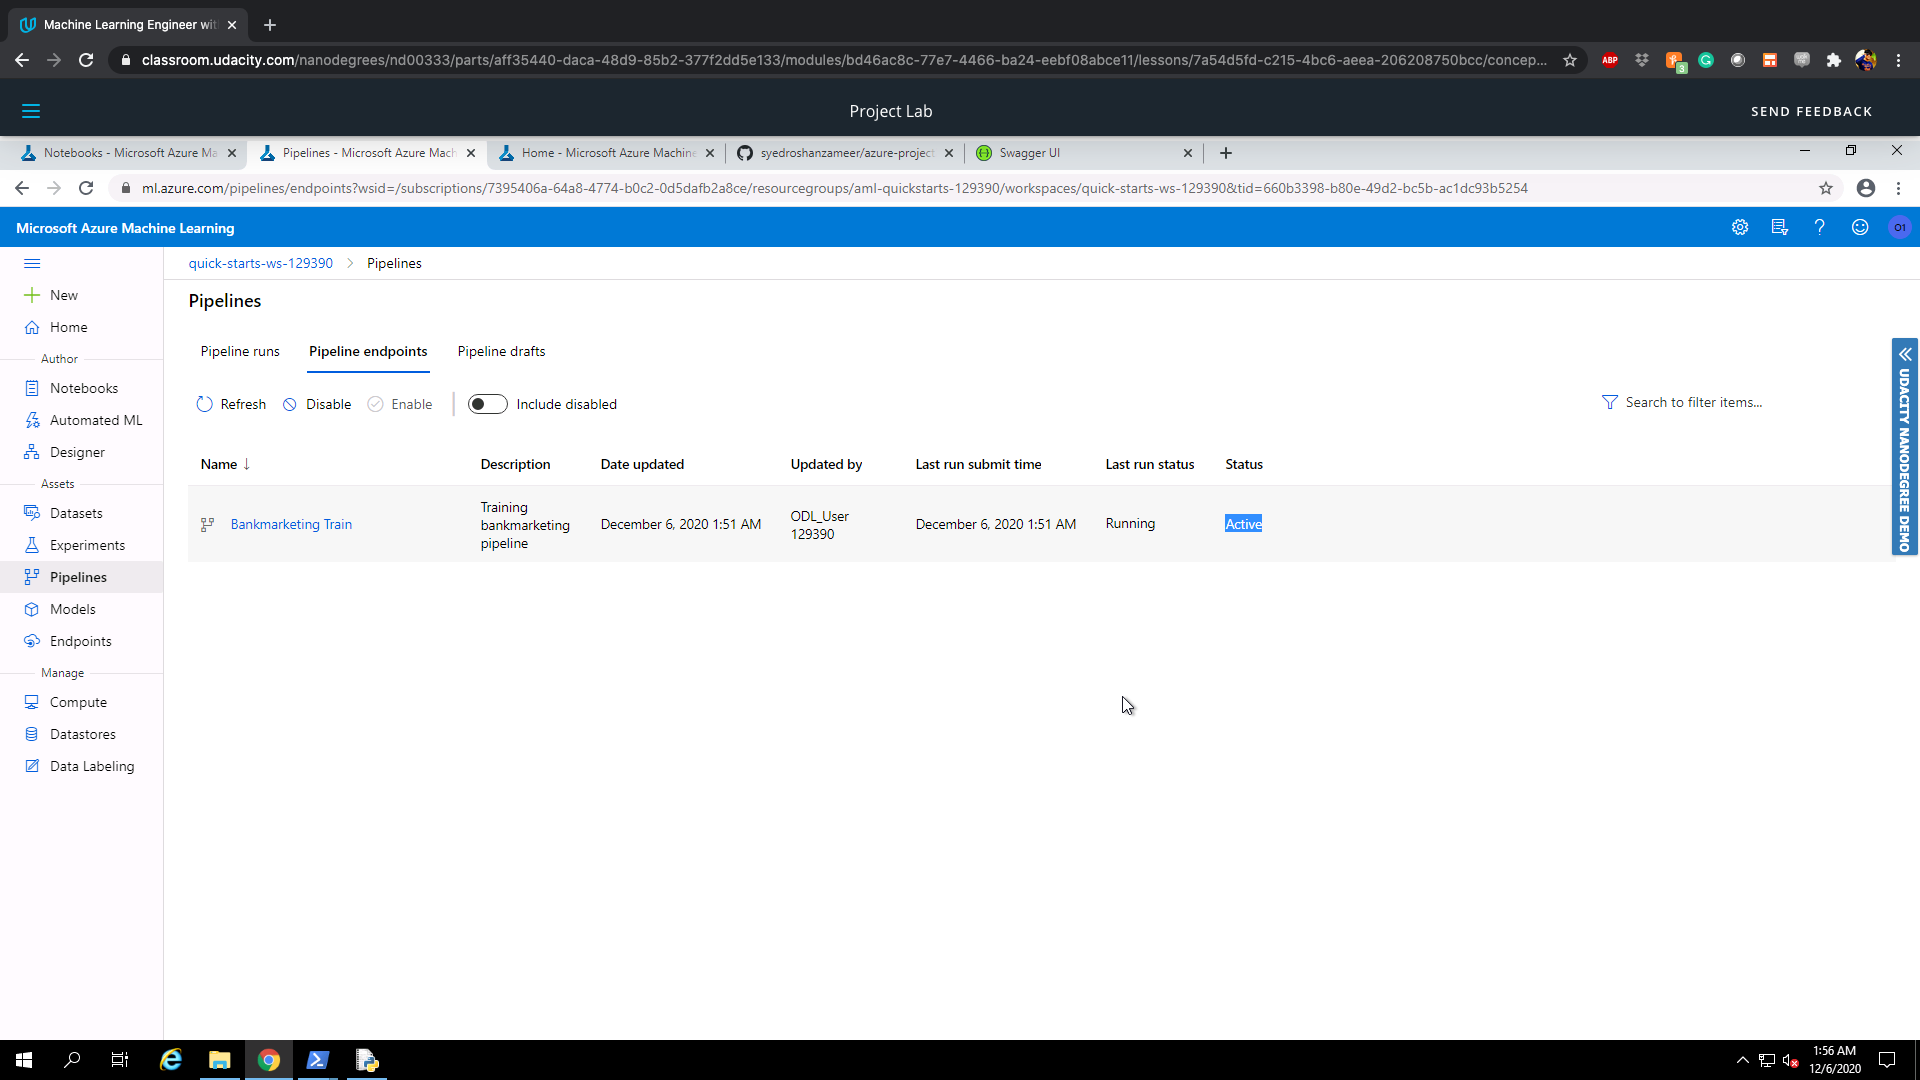 Machine Learning Engineer wit
classroom.udacity.com/nanodegrees/nd00333/parts/aff35440-daca-48d9-85b2-377f2dd5e133/modules/bd46ac8c-77e7-4466-ba24-eebf08abce11/lessons/7a54d5fd-c215-4bc6-aeea-206208750bcc/concep...
ABP
3
Project Lab
SEND FEEDBACK
Notebooks - Microsoft Azure Ma
Pipelines - Microsoft Azure Mach
Home - Microsoft Azure Machine
syedroshanzameer/azure-project
Swagger UI
ml.azure.com/pipelines/endpoints?wsid=/subscriptions/7395406a-64a8-4774-b0c2-0d5dafb2a8ce/resourcegroups/aml-quickstarts-129390/workspaces/quick-starts-ws-129390&tid=660b3398-b80e-49d2-bc5b-ac1dc93b5254
Microsoft Azure Machine Learning
O1
quick-starts-ws-129390
Pipelines
New
Home
Author
Notebooks
Automated ML
Designer
Assets
Datasets
Experiments
Pipelines
Models
Endpoints
Manage
Compute
Datastores
Data Labeling
Pipelines
Pipeline runs
Pipeline endpoints
Pipeline drafts
Refresh
Disable
Enable
Include disabled
Search to filter items...
Name ↓
Description
Date updated
Updated by
Last run submit time
Last run status
Status
Bankmarketing Train
Training
bankmarketing
pipeline
December 6, 2020 1:51 AM
ODL_User
129390
December 6, 2020 1:51 AM
Running
Active
UDACITY NANODEGREE DEMO
1:56 AM
12/6/2020